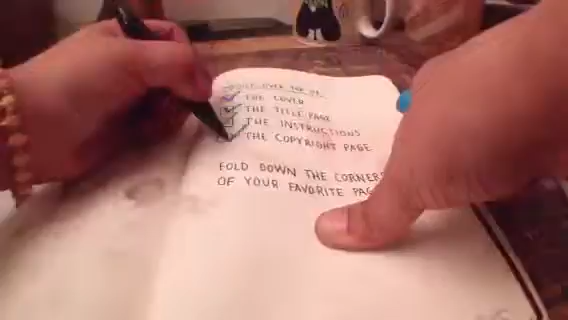 THE COVER
THE TITLE PAGE
THE INSTRUCTIONS
THE COPYRIGHT PAGE
FOLD DOWN THE CORNERS
OF YOUR FAVORITE